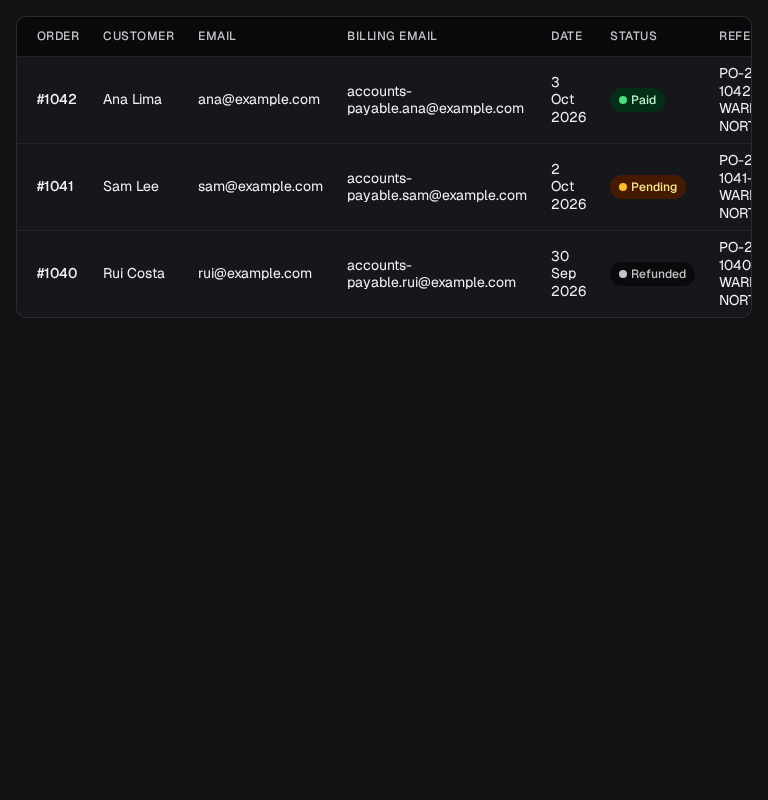 ORDER CUSTOMER EMAIL BILLING EMAIL DATE STATUS
#1042 Ana Lima ana@example.com accounts-payable.ana@example.com 3 Oct 2026 Paid
#1041 Sam Lee sam@example.com accounts-payable.sam@example.com 2 Oct 2026 Pending
#1040 Rui Costa rui@example.com accounts-payable.rui@example.com 30 Sep 2026 Refunded